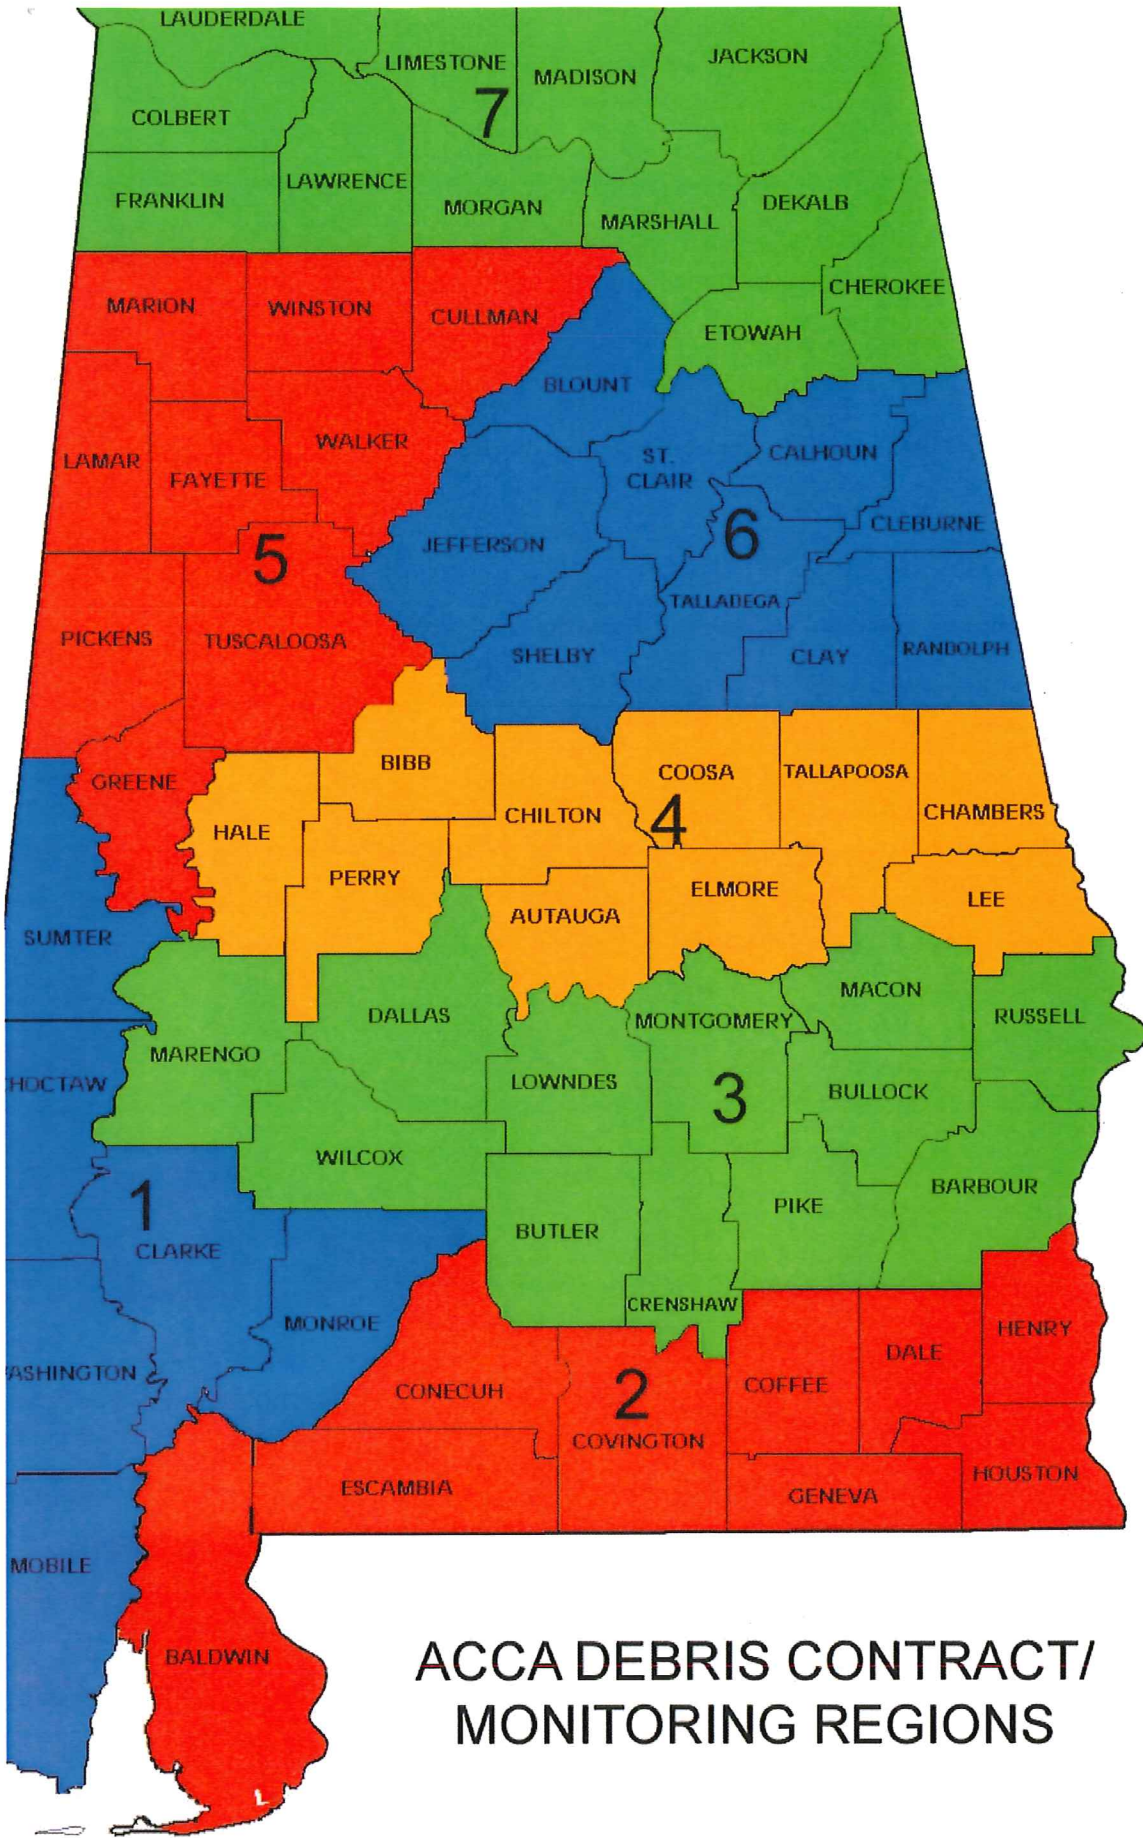 LAUDERDALE
LIMESTONE
MADISON
JACKSON
7
COLBERT
LAWRENCE
FRANKLIN
MORGAN
MARSHALL
DEKALB
CHEROKEE
MARION
WINSTON
CULLMAN
ETOWAH
BLOUNT
LAMAR
FAYETTE
WALKER
ST.
CLAIR
CALHOUN
CLEBURNE
JEFFERSON
6
5
TALLADEGA
PICKENS
TUSCALOOSA
SHELBY
CLAY
RANDOLPH
GREENE
BIBB
COOSA
TALLAPOOSA
CHAMBERS
HALE
CHILTON
4
PERRY
ELMORE
LEE
AUTAUGA
SUMTER
DALLAS
MONTGOMERY
MACON
RUSSELL
MARENGO
HOCTAW
LOWNDES
3
BULLOCK
WILCOX
BARBOUR
1
CLARKE
BUTLER
PIKE
CRENSHAW
MONROE
HENRY
DALE
ASHINGTON
CONECUH
2
COFFEE
COVINGTON
HOUSTON
ESCAMBIA
GENEVA
MOBILE
BALDWIN
ACCA DEBRIS CONTRACT/
MONITORING REGIONS